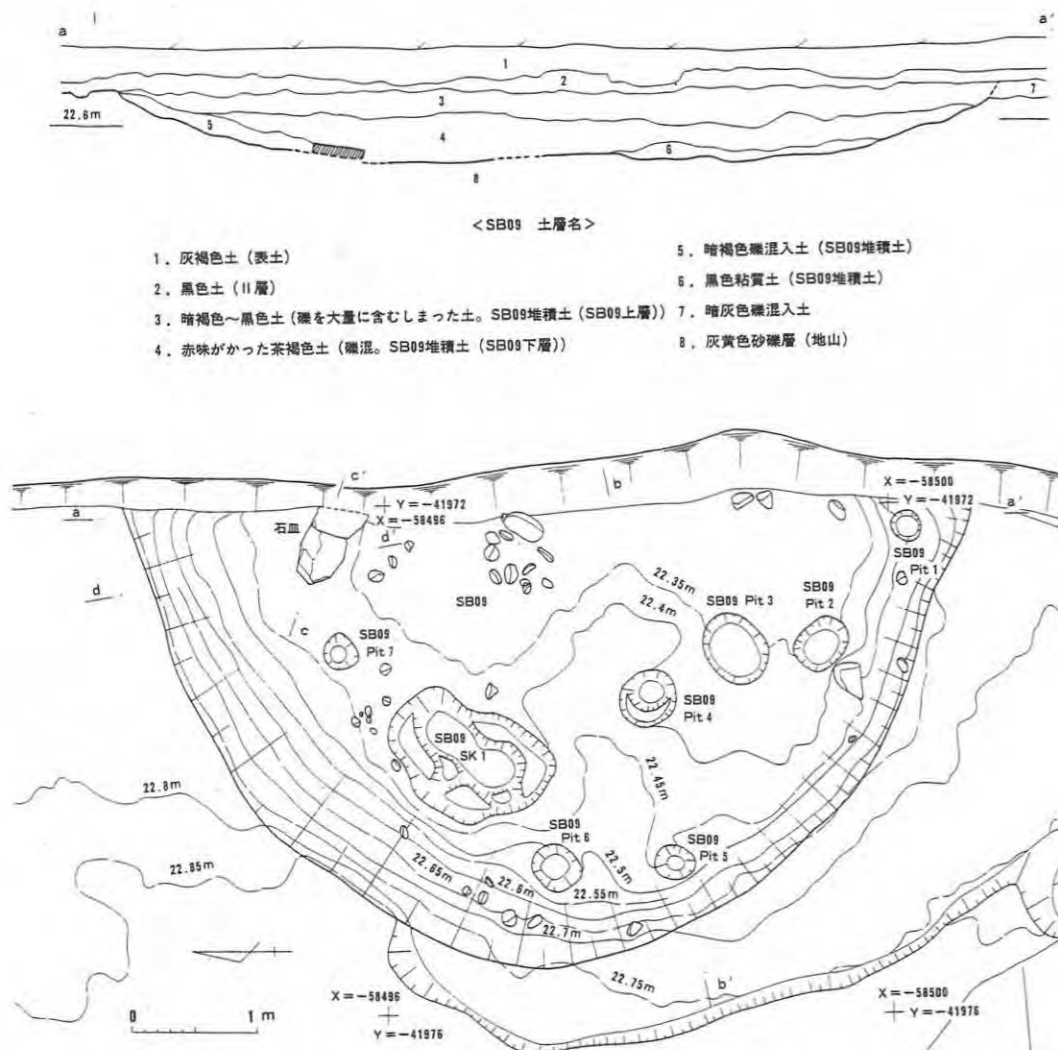 a
a′
1
2
3
7
22.6m
5
4
6
8
<SB09 土層名>
1. 灰褐色土(表土)
2. 黒色土(II層)
3. 暗褐色~黒色土(礫を大量に含むしまった土。SB09堆積土(SB09上層))
4. 赤味がかった茶褐色土(礫混。SB09堆積土(SB09下層))
5. 暗褐色礫混入土(SB09堆積土)
6. 黒色粘質土(SB09堆積土)
7. 暗灰色礫混入土
8. 灰黄色砂礫層(地山)
c′
b
X=-58500
Y=-41972
a′
a
石皿
Y=-41972
X=-58496
d′
SB09
Pit 1
d
SB09
22.35m
22.4m
SB09 Pit 3
SB09
Pit 2
c
SB09
Pit 7
SB09
Pit 4
SB09
SK 1
22.45m
22.8m
22.85m
SB09
Pit 6
SB09
Pit 5
22.65m
22.6m
22.55m
22.5m
22.7m
22.75m
b′
X=-58496
Y=-41976
X=-58500
Y=-41976
0 1 m